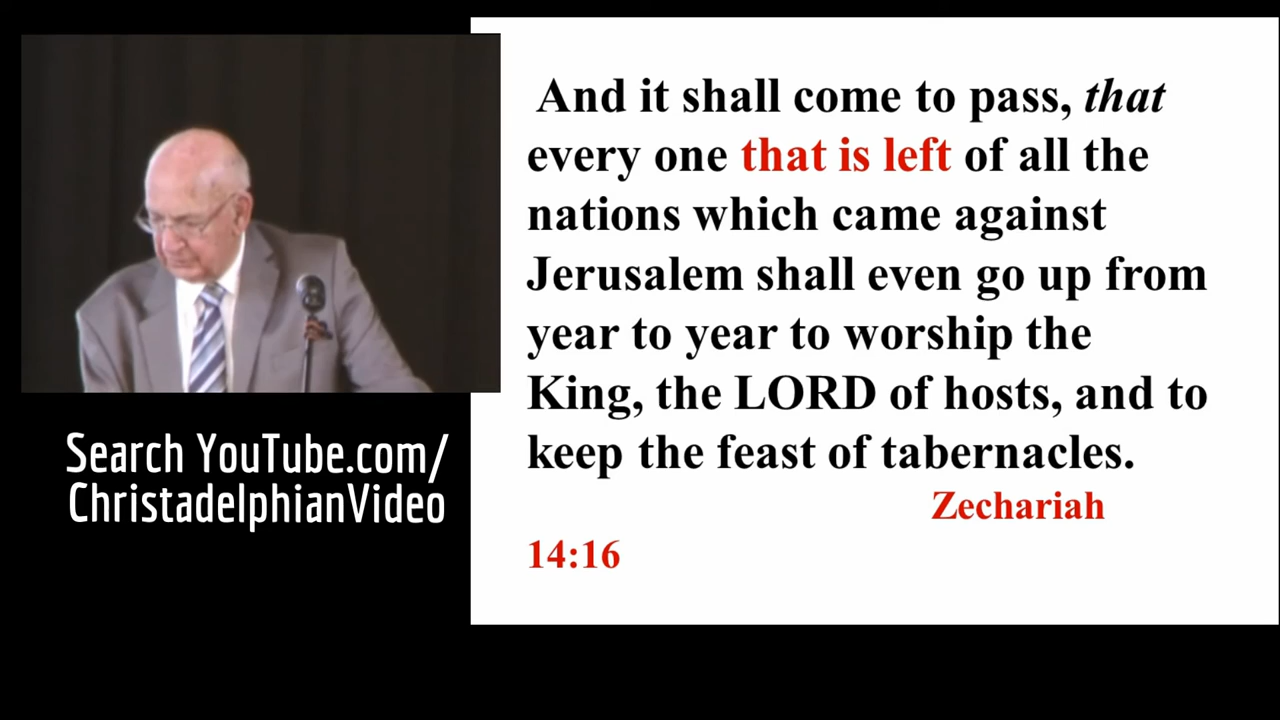 And it shall come to pass, that
every one that is left of all the
nations which came against
Jerusalem shall even go up from
year to year to worship the
King, the LORD of hosts, and to
keep the feast of tabernacles.
Zechariah
14:16
Search YouTube.com/
ChristadelphianVideo